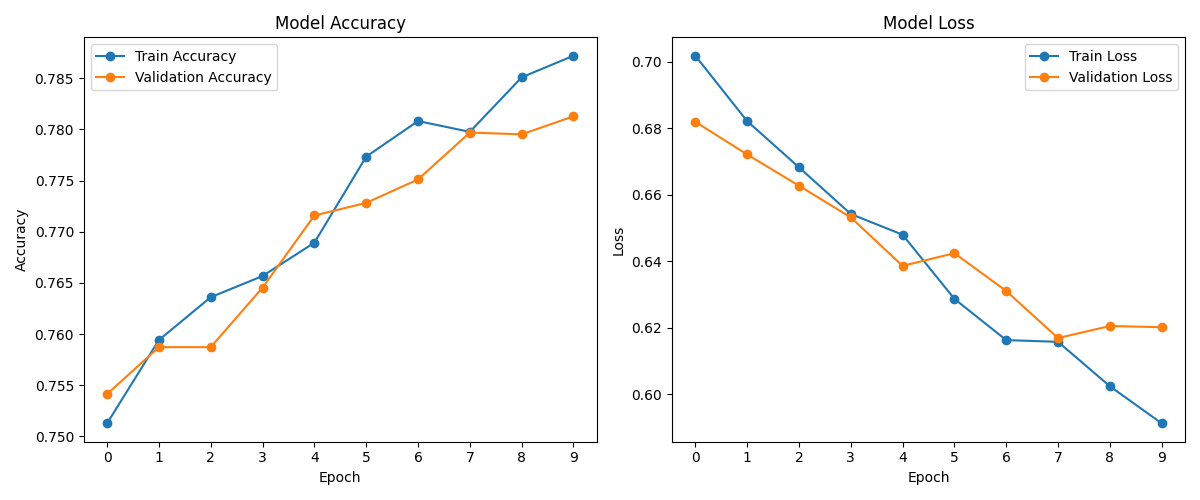 Model Accuracy
Train Accuracy
Validation Accuracy
0.785
0.780
0.775
0.770
0.765
0.760
0.755
0.750
Accuracy
0 1 2 3 4 5 6 7 8 9
Epoch
Model Loss
Train Loss
Validation Loss
0.70
0.68
0.66
0.64
0.62
0.60
Loss
0 1 2 3 4 5 6 7 8 9
Epoch